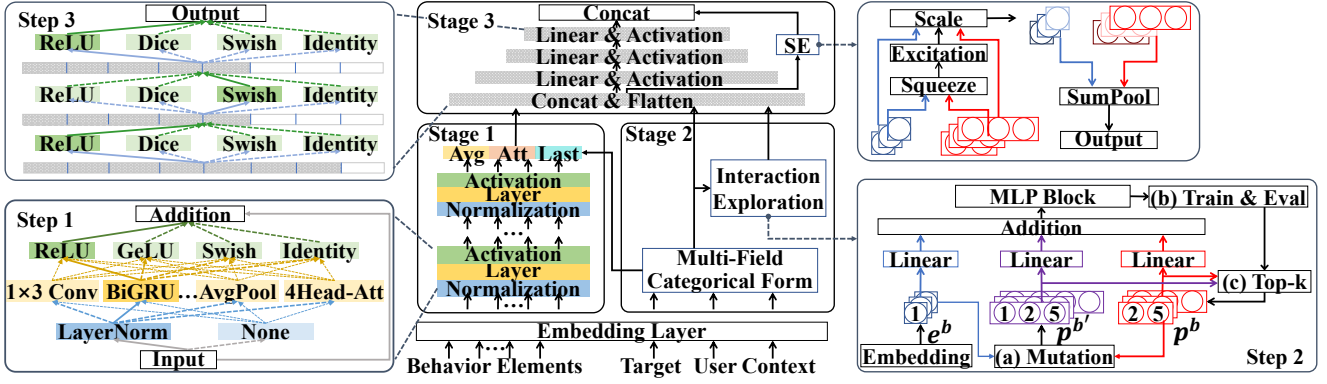 Step 3
Output
ReLU Dice Swish Identity
ReLU Dice Swish Identity
ReLU Dice Swish Identity
Step 1
Addition
ReLU GeLU Swish Identity
1×3 Conv BiGRU ... AvgPool 4Head-Att
LayerNorm None
Input
Stage 3
Concat
Linear & Activation
Linear & Activation
Linear & Activation
Concat & Flatten
SE
Stage 1
Avg Att Last
Activation
Layer
Normalization
...
Activation
Layer
Normalization
Stage 2
Interaction
Exploration
Multi-Field
Categorical Form
Embedding Layer
...
Behavior Elements Target User Context
Scale
Excitation
Squeeze
SumPool
Output
MLP Block (b) Train & Eval
Addition
Linear Linear Linear
(c) Top-k
1 1 2 5 2 5
e^b p^{b'} p^b
Embedding (a) Mutation
Step 2